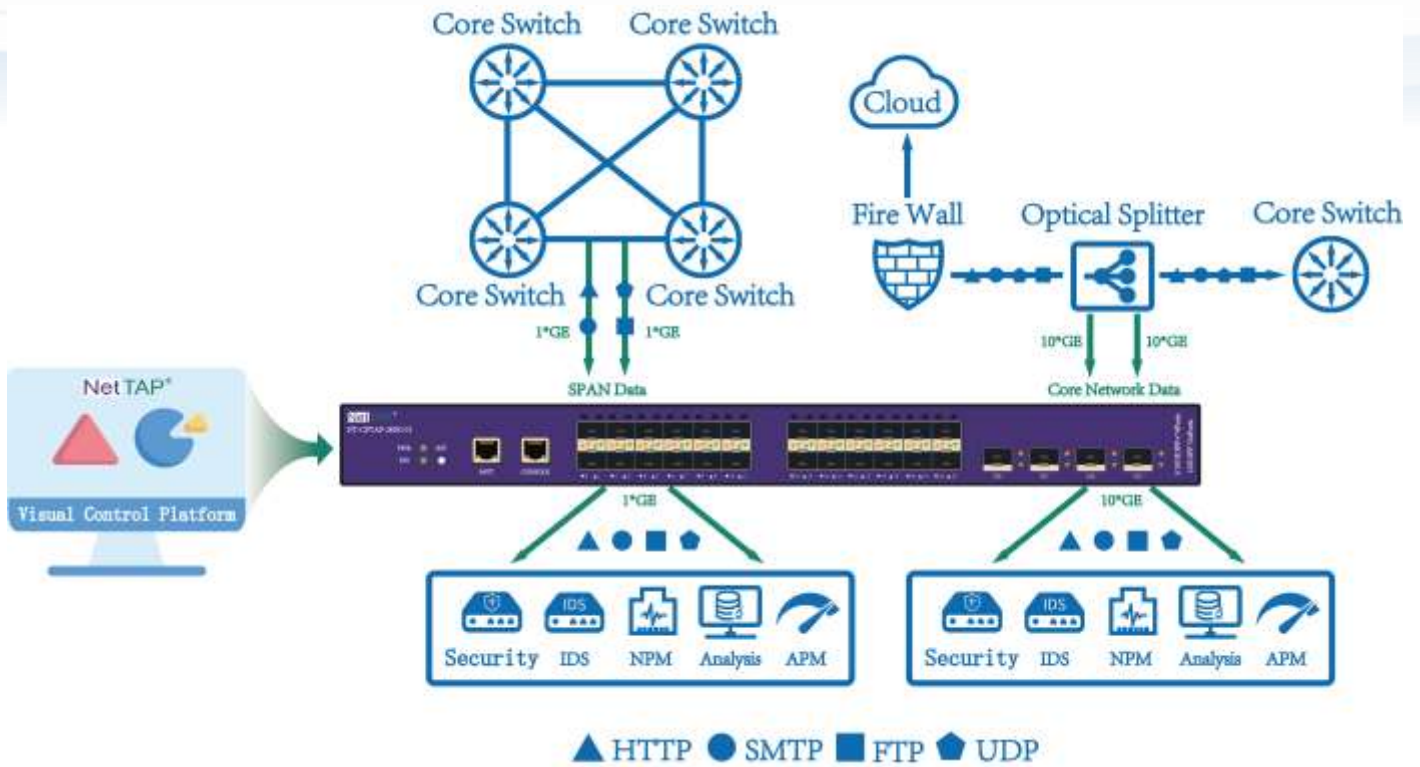 Core Switch
Core Switch
Cloud
Fire Wall
Optical Splitter
Core Switch
Core Switch
Core Switch
1*GE
1*GE
10*GE
10*GE
NetTAP®
SPAN Data
Core Network Data
Visual Control Platform
Net
1*GE
10*GE
IDS
IDS
Security
IDS
NPM
Analysis
APM
Security
IDS
NPM
Analysis
APM
HTTP
SMTP
FTP
UDP